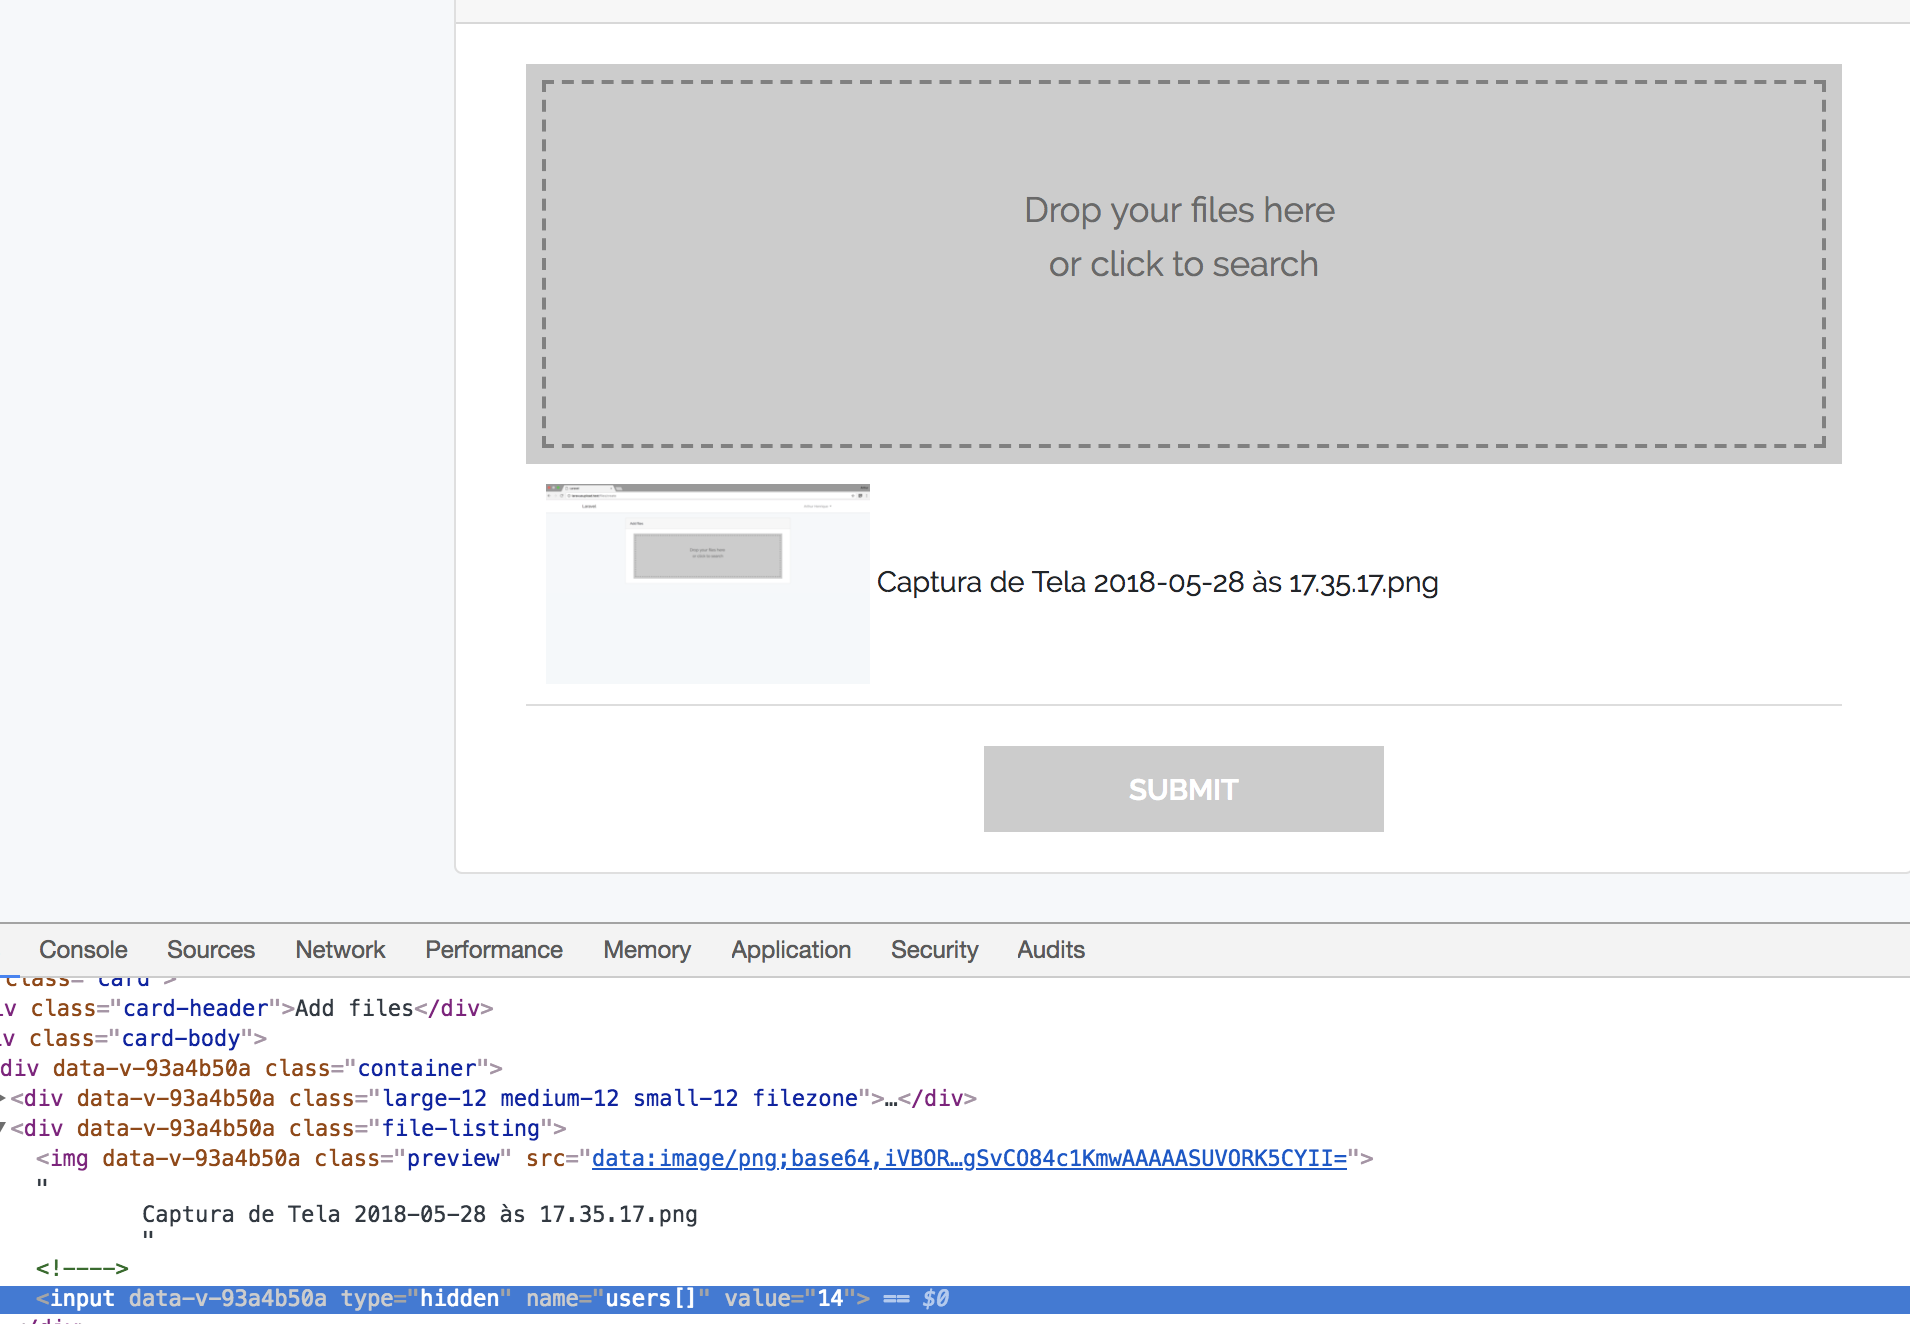 Drop your files here
or click to search
Captura de Tela 2018-05-28 às 17.35.17.png
SUBMIT
Console Sources Network Performance Memory Application Security Audits
class="card">
iv class="card-header">Add files</div>
iv class="card-body">
div data-v-93a4b50a class="container">
<div data-v-93a4b50a class="large-12 medium-12 small-12 filezone">…</div>
<div data-v-93a4b50a class="file-listing">
<img data-v-93a4b50a class="preview" src="data:image/png;base64,iVBOR…gSvCO84c1KmwAAAAASUVORK5CYII=">
"
Captura de Tela 2018-05-28 às 17.35.17.png
"
<!---->
<input data-v-93a4b50a type="hidden" name="users[]" value="14"> == $0